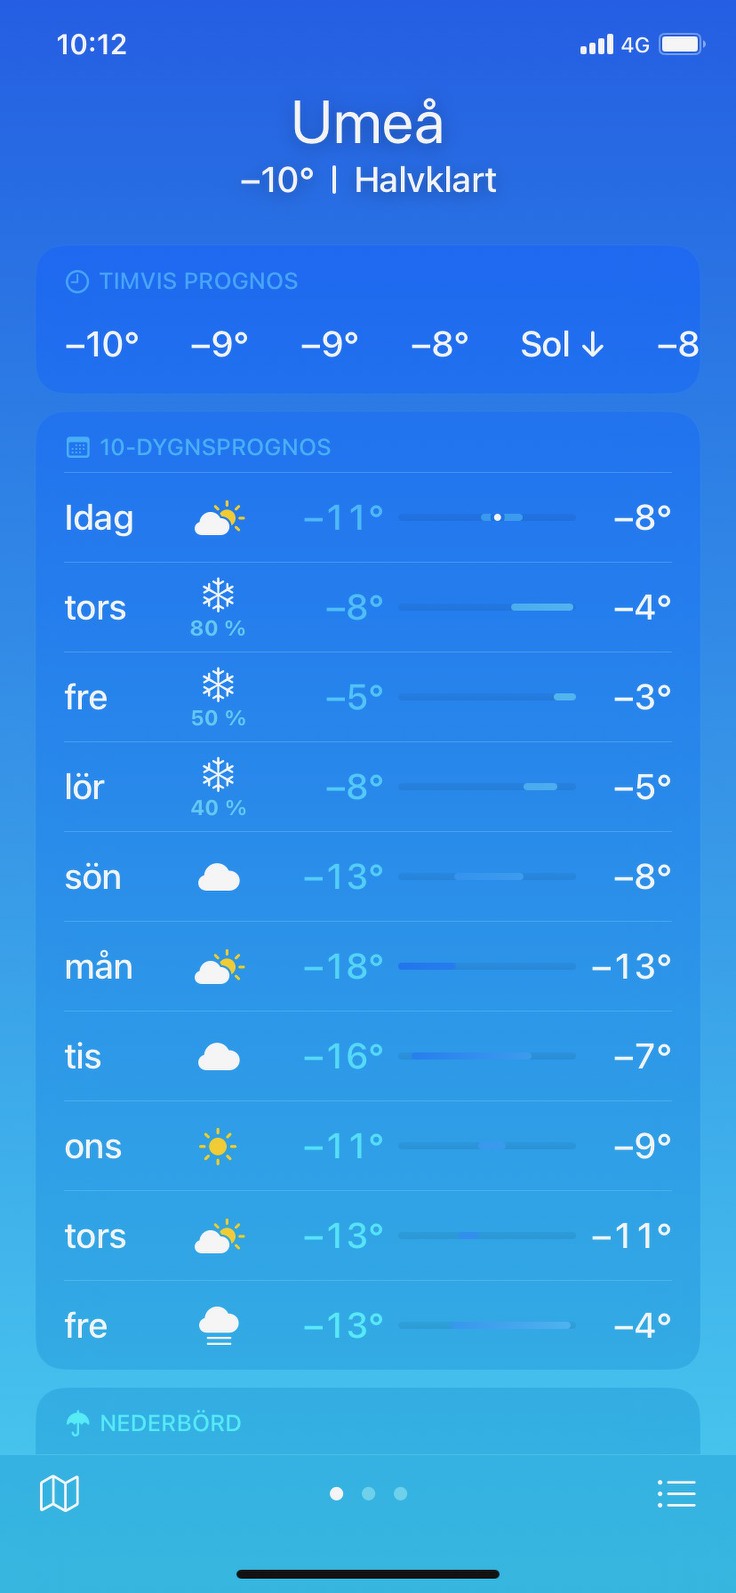 10:12 4G
Umeå
–10° | Halvklart
TIMVIS PROGNOS
–10° –9° –9° –8° Sol ↓ –8
10-DYGNSPROGNOS
Idag –11° –8°
tors 80 % –8° –4°
fre 50 % –5° –3°
lör 40 % –8° –5°
sön –13° –8°
mån –18° –13°
tis –16° –7°
ons –11° –9°
tors –13° –11°
fre –13° –4°
NEDERBÖRD